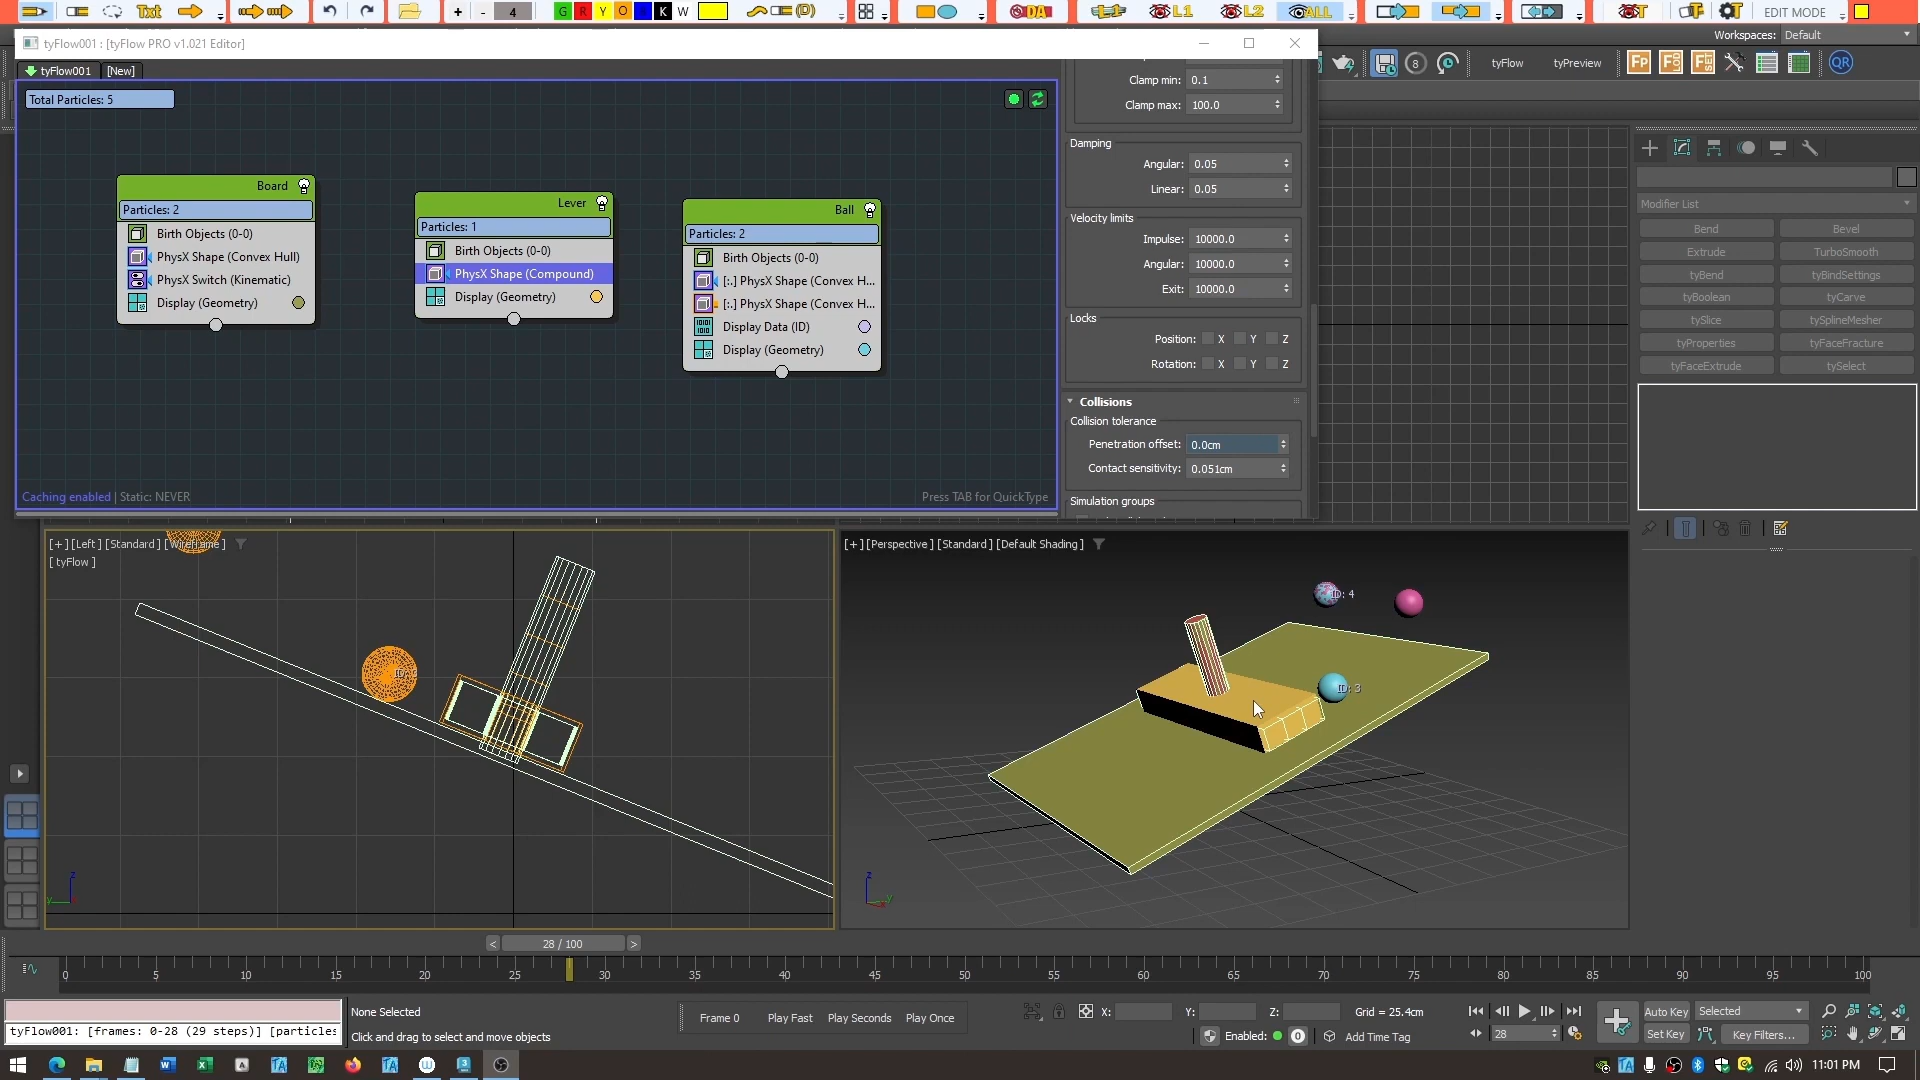 Txt
+ - 4
G R Y O B K W
(D)
DA
L1
L2
ALL
T
T
T
EDIT MODE
tyFlow001 : [tyFlow PRO v1.021 Editor]
Workspaces: Default
tyFlow001 [New]
8
tyFlow
tyPreview
QR
Total Particles: 5
Board
Particles: 2
Birth Objects (0-0)
PhysX Shape (Convex Hull)
PhysX Switch (Kinematic)
Display (Geometry)
Lever
Particles: 1
Birth Objects (0-0)
PhysX Shape (Compound)
Display (Geometry)
Ball
Particles: 2
Birth Objects (0-0)
[:.] PhysX Shape (Convex H...
[:.] PhysX Shape (Convex H...
Display Data (ID)
Display (Geometry)
Caching enabled | Static: NEVER
Press TAB for QuickType
Clamp min: 0.1
Clamp max: 100.0
Damping
Angular: 0.05
Linear: 0.05
Velocity limits
Impulse: 10000.0
Angular: 10000.0
Exit: 10000.0
Locks
Position: X Y Z
Rotation: X Y Z
Collisions
Collision tolerance
Penetration offset: 0.0cm
Contact sensitivity: 0.051cm
Simulation groups
Modifier List
Bend Bevel
Extrude TurboSmooth
tyBend tyBindSettings
tyBoolean tyCarve
tySlice tySplineMesher
tyProperties tyFaceFracture
tyFaceExtrude tySelect
[+] [Left] [Standard] [Wireframe]
[ tyFlow ]
z
y
[+] [Perspective] [Standard] [Default Shading]
ID: 4
ID: 3
z
y
< 28 / 100 >
0 5 10 15 20 25 30 35 40 45 50 55 60 65 70 75 80 85 90 95 100
None Selected
Click and drag to select and move objects
tyFlow001: [frames: 0-28 (29 steps)] [particles
Frame 0 Play Fast Play Seconds Play Once
X: Y: Z: Grid = 25.4cm
Enabled: 0 Add Time Tag
28
Auto Key Selected
Set Key Key Filters...
11:01 PM